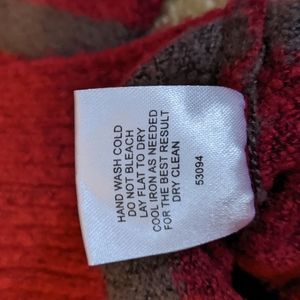 HAND WASH COLD
DO NOT BLEACH
LAY FLAT TO DRY
COOL IRON AS NEEDED
FOR THE BEST RESULT
DRY CLEAN
53094